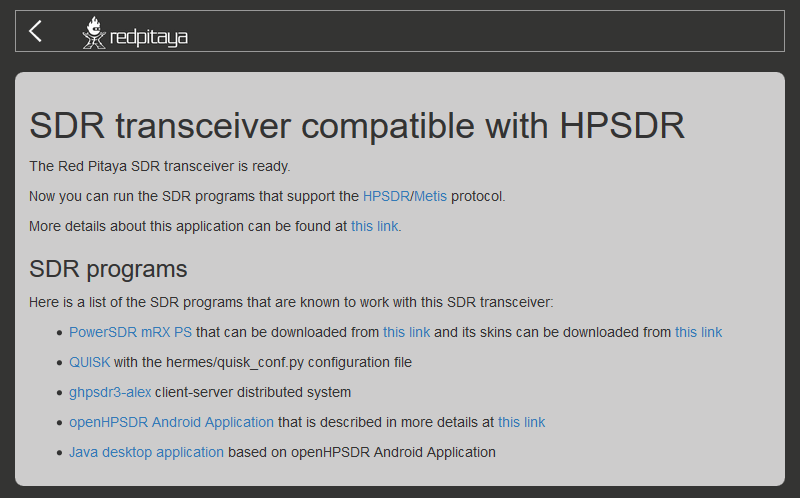 redpitaya
SDR transceiver compatible with HPSDR
The Red Pitaya SDR transceiver is ready.
Now you can run the SDR programs that support the HPSDR/Metis protocol.
More details about this application can be found at this link.
SDR programs
Here is a list of the SDR programs that are known to work with this SDR transceiver:
• PowerSDR mRX PS that can be downloaded from this link and its skins can be downloaded from this link
• QUISK with the hermes/quisk_conf.py configuration file
• ghpsdr3-alex client-server distributed system
• openHPSDR Android Application that is described in more details at this link
• Java desktop application based on openHPSDR Android Application